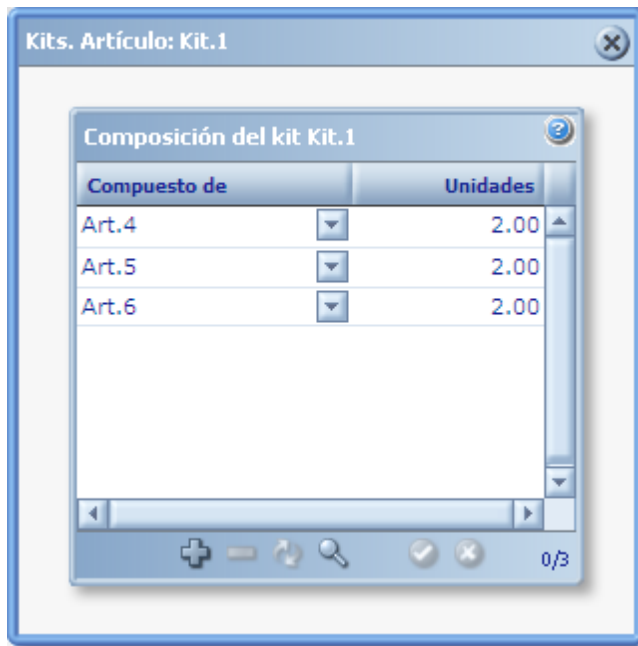 Kits. Artículo: Kit.1
Composición del kit Kit.1
Compuesto de Unidades
Art.4 2.00
Art.5 2.00
Art.6 2.00
0/3